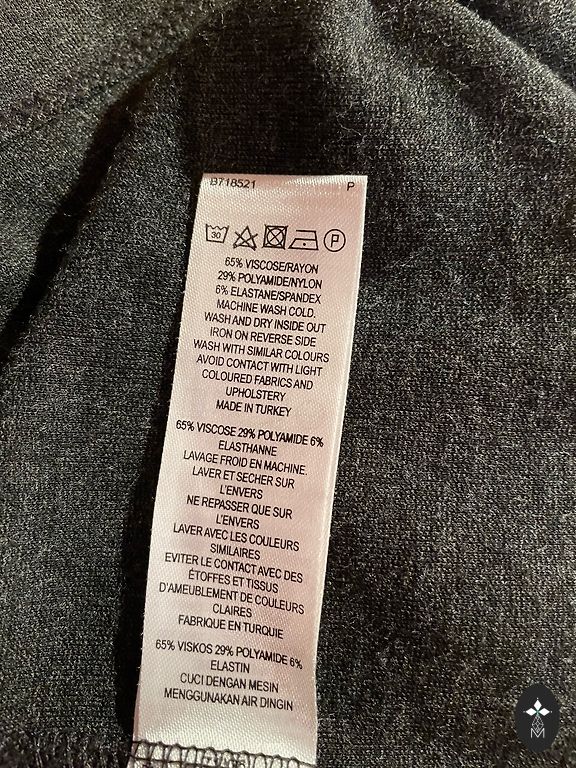 B718521 P
30 P
65% VISCOSE/RAYON
29% POLYAMIDE/NYLON
6% ELASTANE/SPANDEX
MACHINE WASH COLD.
WASH AND DRY INSIDE OUT
IRON ON REVERSE SIDE
WASH WITH SIMILAR COLOURS
AVOID CONTACT WITH LIGHT
COLOURED FABRICS AND
UPHOLSTERY
MADE IN TURKEY
65% VISCOSE 29% POLYAMIDE 6%
ELASTHANNE
LAVAGE FROID EN MACHINE.
LAVER ET SECHER SUR
L'ENVERS
NE REPASSER QUE SUR
L'ENVERS
LAVER AVEC LES COULEURS
SIMILAIRES
EVITER LE CONTACT AVEC DES
ÉTOFFES ET TISSUS
D'AMEUBLEMENT DE COULEURS
CLAIRES
FABRIQUE EN TURQUIE
65% VISKOS 29% POLYAMIDE 6%
ELASTIN
CUCI DENGAN MESIN
MENGGUNAKAN AIR DINGIN
M